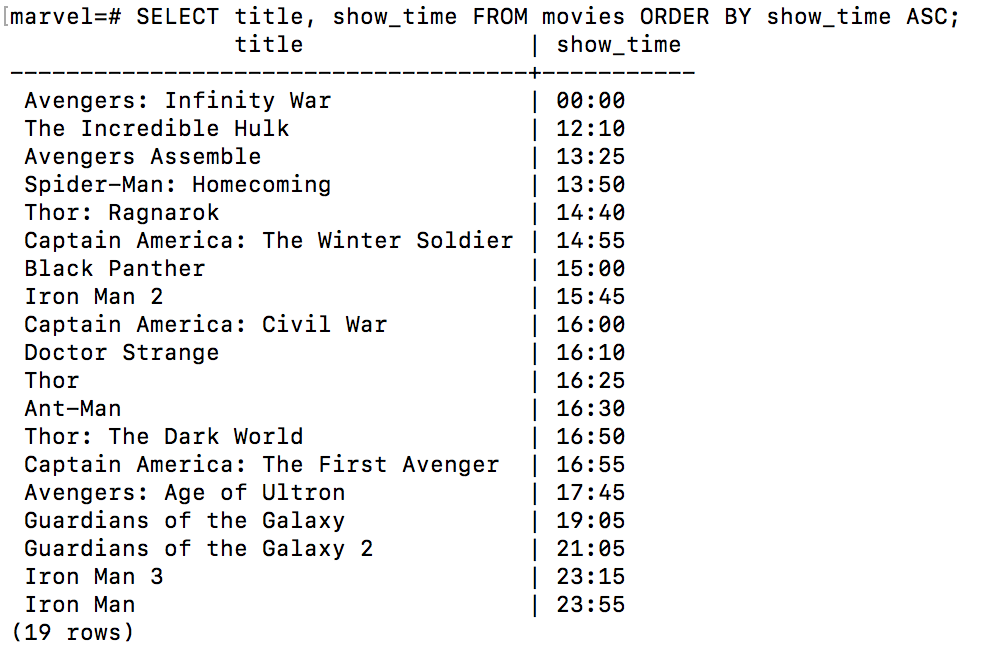 [marvel=# SELECT title, show_time FROM movies ORDER BY show_time ASC;
                title                | show_time
-------------------------------------+-----------
 Avengers: Infinity War              | 00:00
 The Incredible Hulk                 | 12:10
 Avengers Assemble                   | 13:25
 Spider-Man: Homecoming              | 13:50
 Thor: Ragnarok                      | 14:40
 Captain America: The Winter Soldier | 14:55
 Black Panther                       | 15:00
 Iron Man 2                          | 15:45
 Captain America: Civil War          | 16:00
 Doctor Strange                      | 16:10
 Thor                                | 16:25
 Ant-Man                             | 16:30
 Thor: The Dark World                | 16:50
 Captain America: The First Avenger  | 16:55
 Avengers: Age of Ultron             | 17:45
 Guardians of the Galaxy             | 19:05
 Guardians of the Galaxy 2           | 21:05
 Iron Man 3                          | 23:15
 Iron Man                            | 23:55
(19 rows)